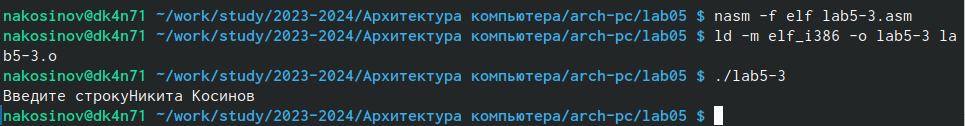 nakosinov@dk4n71 ~/work/study/2023-2024/Архитектура компьютера/arch-pc/lab05 $ nasm -f elf lab5-3.asm
nakosinov@dk4n71 ~/work/study/2023-2024/Архитектура компьютера/arch-pc/lab05 $ ld -m elf_i386 -o lab5-3 la
b5-3.o
nakosinov@dk4n71 ~/work/study/2023-2024/Архитектура компьютера/arch-pc/lab05 $ ./lab5-3
Введите строкуНикита Косинов
nakosinov@dk4n71 ~/work/study/2023-2024/Архитектура компьютера/arch-pc/lab05 $